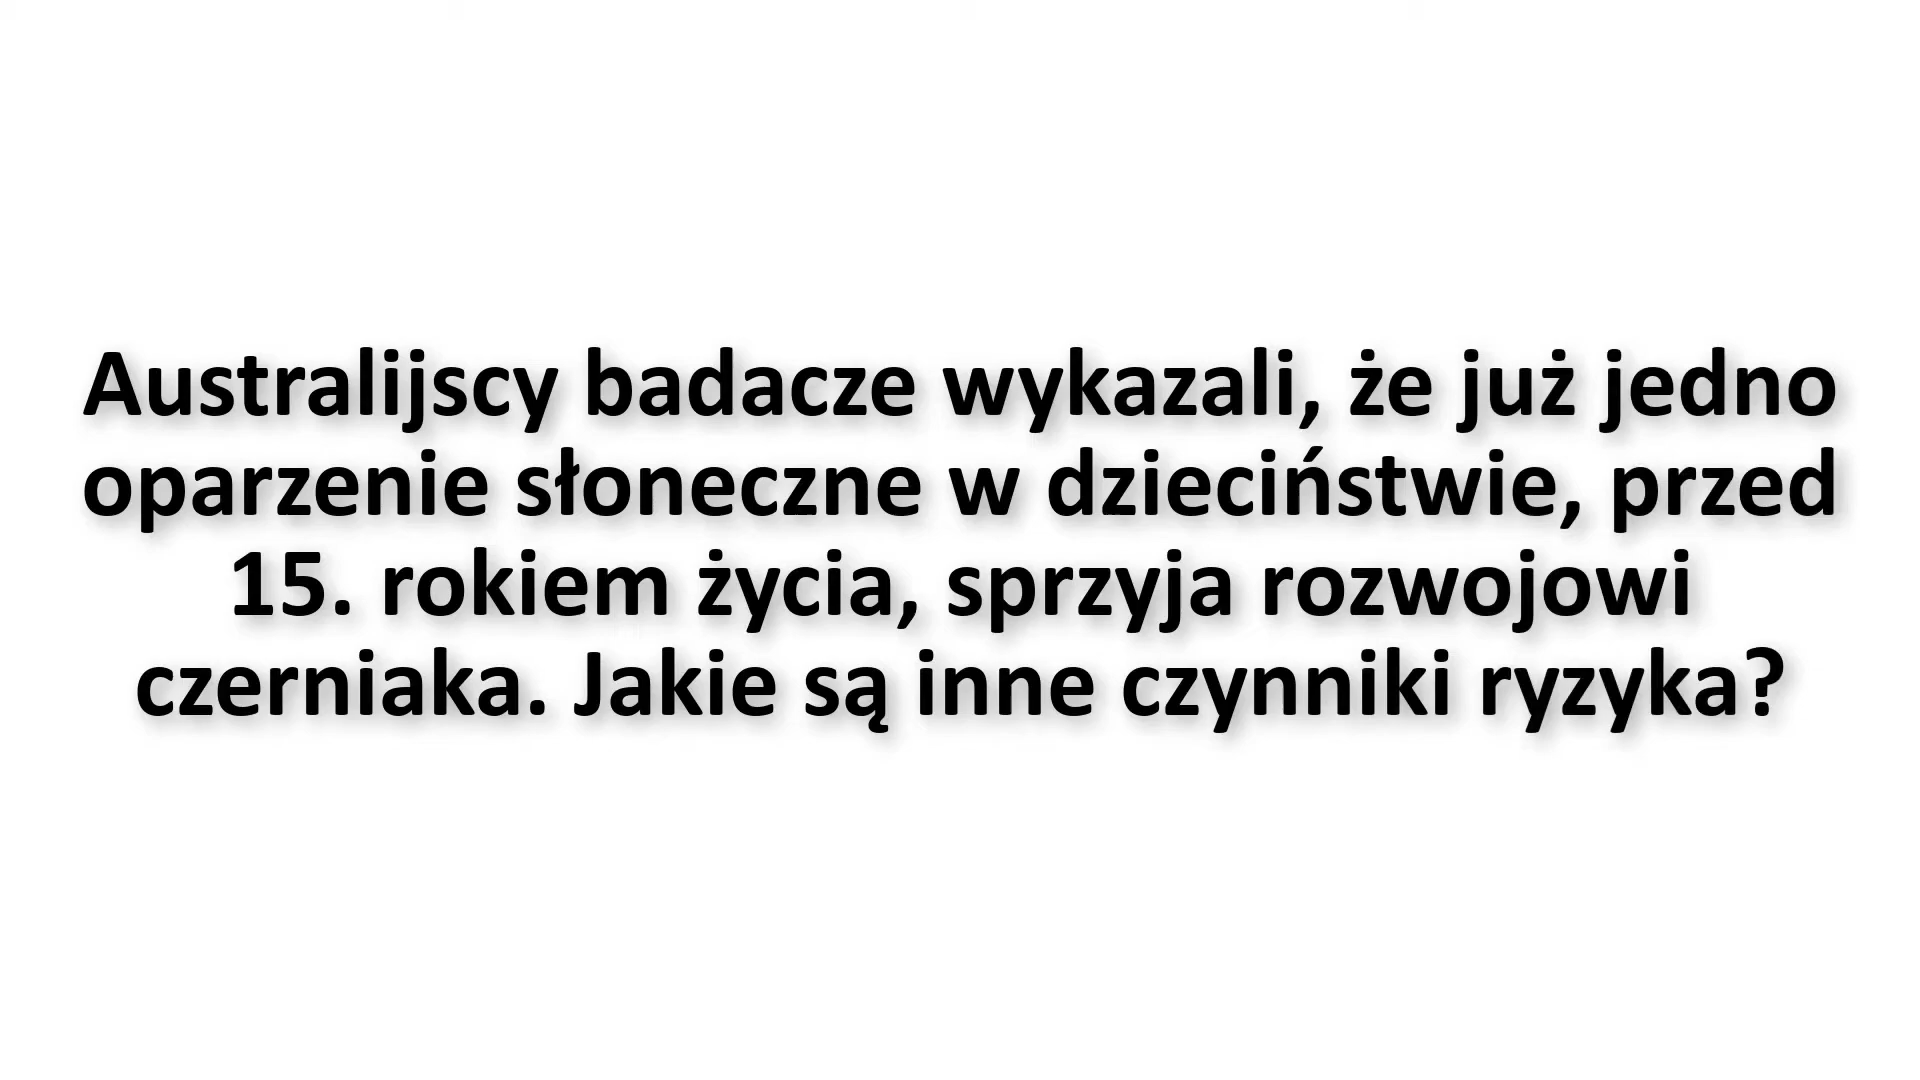 Australijscy badacze wykazali, że już jedno
oparzenie słoneczne w dzieciństwie, przed
15. rokiem życia, sprzyja rozwojowi
czerniaka. Jakie są inne czynniki ryzyka?